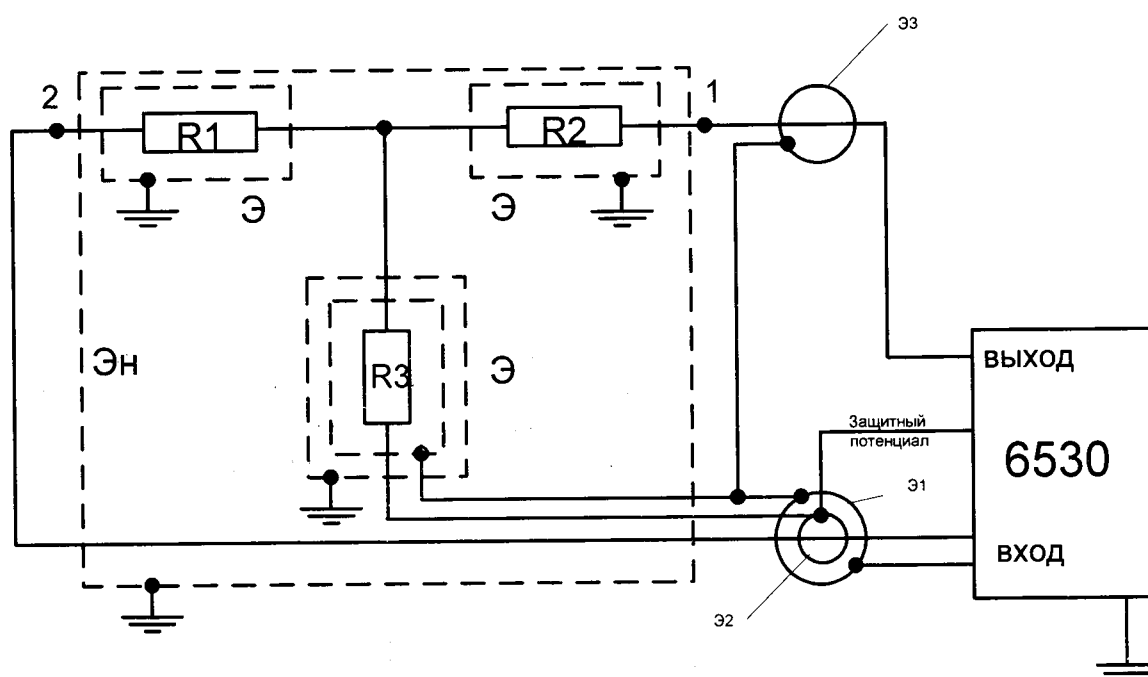 Э3
2
1
R1
R2
Э
Э
Эн
R3
Э
ВЫХОД
Защитный
потенциал
6530
Э1
ВХОД
Э2